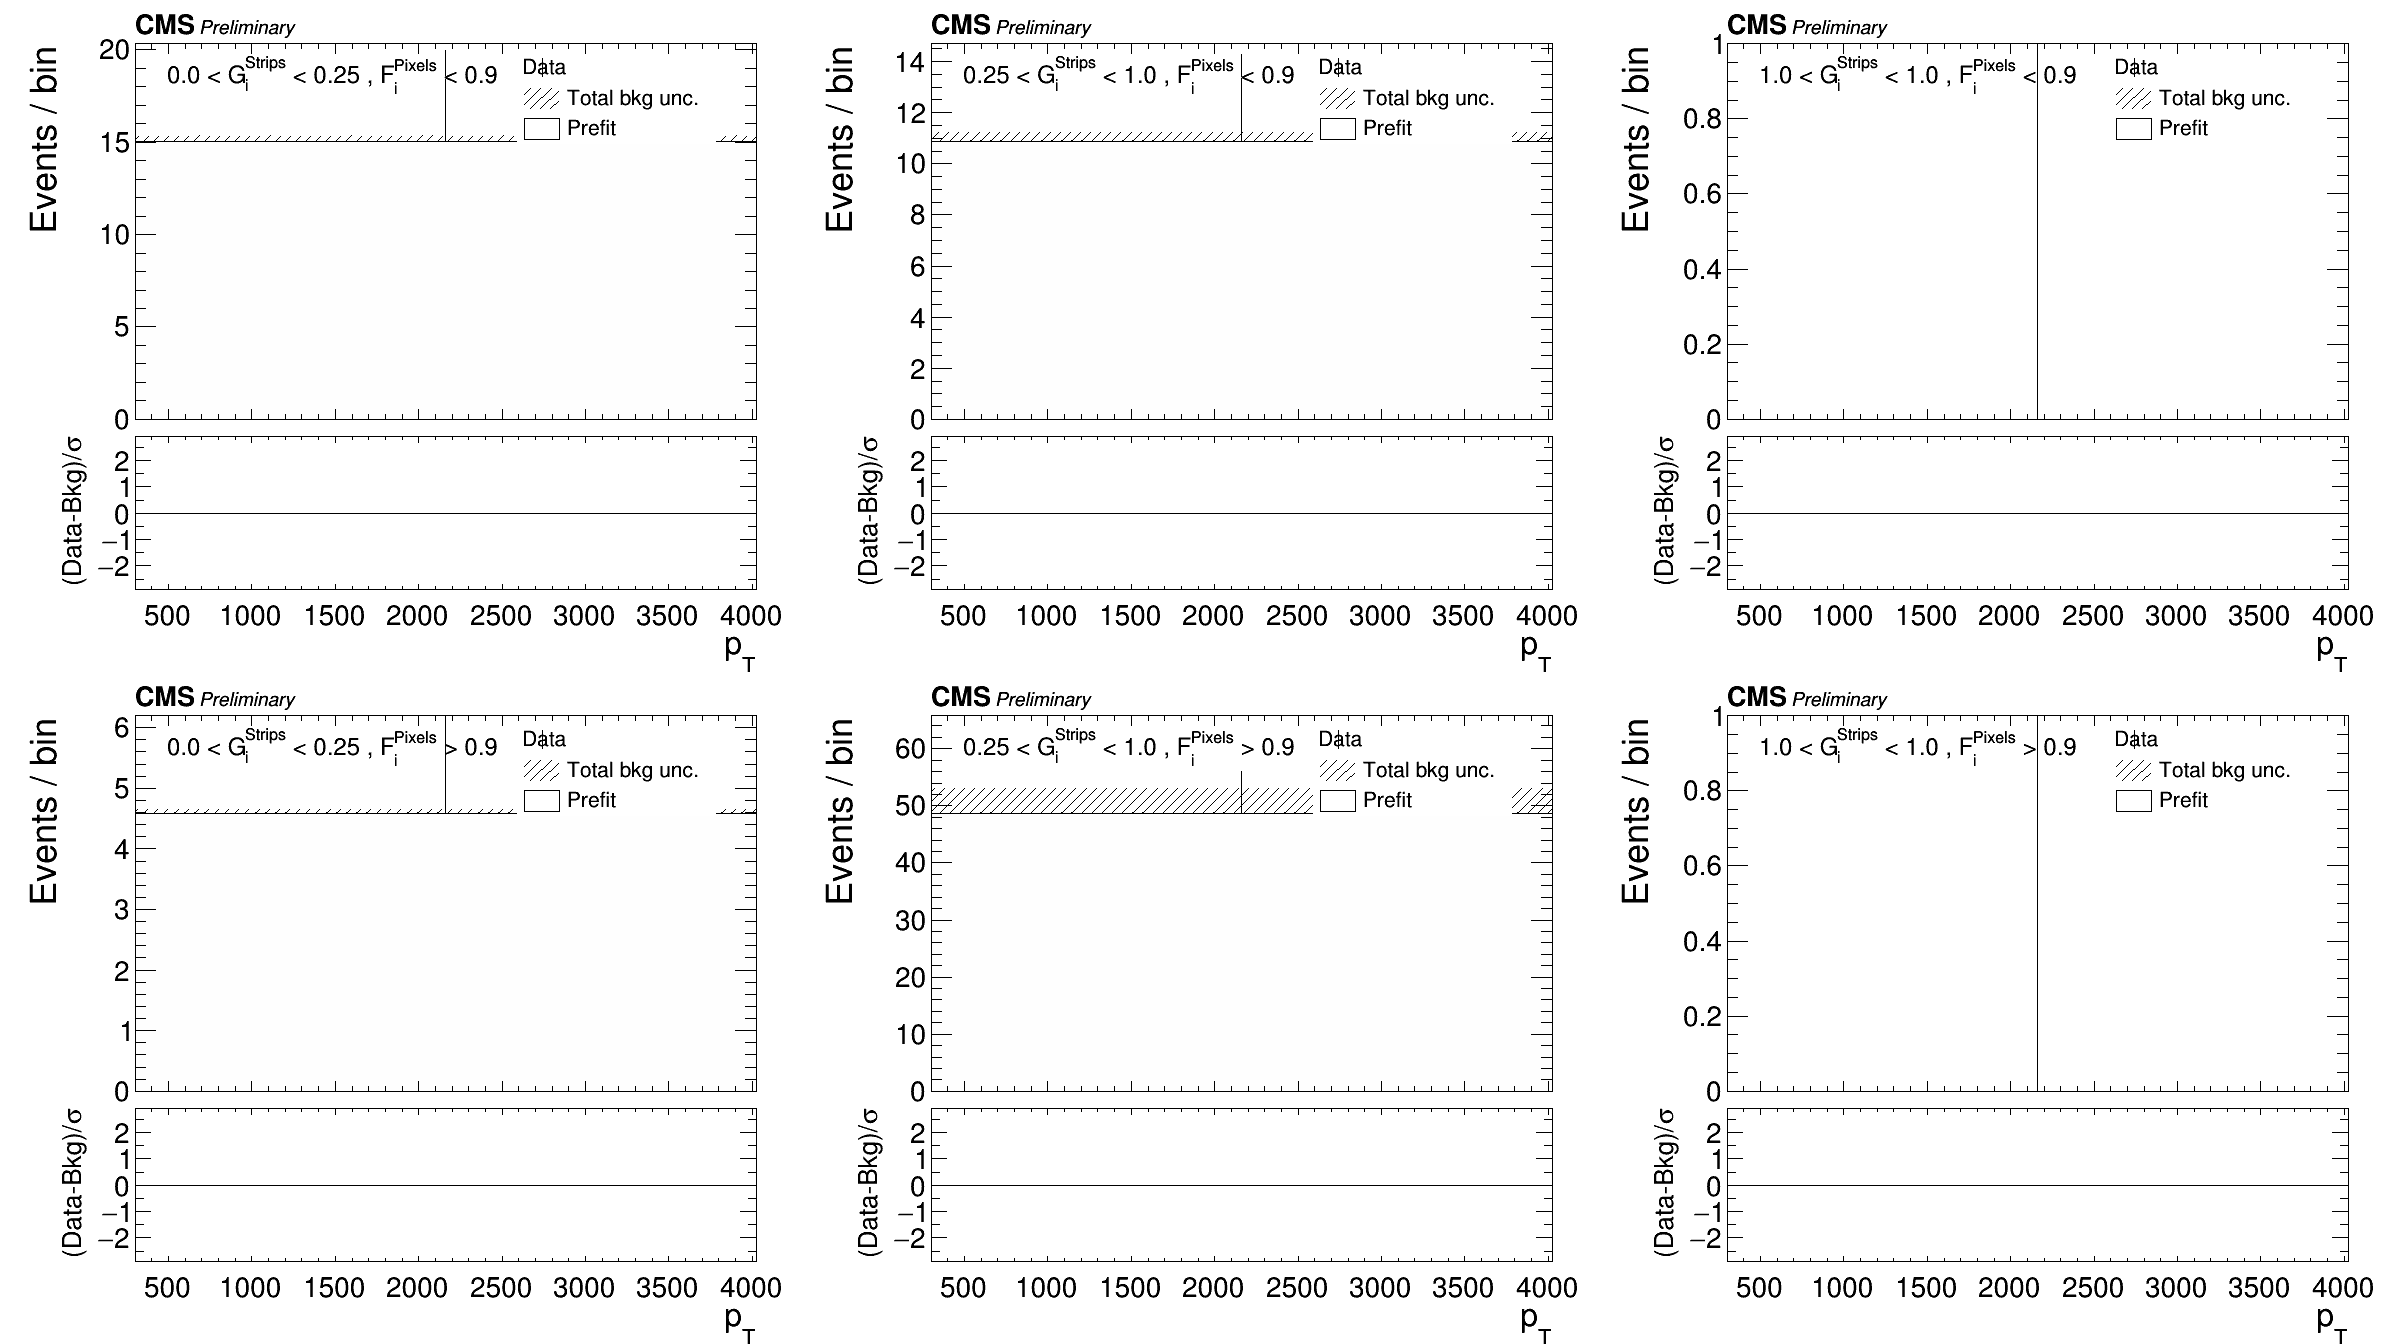 CMS Preliminary
Events / bin
20
15
10
5
0
0.0 < G_i^Strips < 0.25 , F_i^Pixels < 0.9
Data
Total bkg unc.
Prefit
(Data-Bkg)/σ
2
1
0
−1
−2
500 1000 1500 2000 2500 3000 3500 4000
p_T
CMS Preliminary
Events / bin
14
12
10
8
6
4
2
0
0.25 < G_i^Strips < 1.0 , F_i^Pixels < 0.9
Data
Total bkg unc.
Prefit
(Data-Bkg)/σ
2
1
0
−1
−2
500 1000 1500 2000 2500 3000 3500 4000
p_T
CMS Preliminary
Events / bin
1
0.8
0.6
0.4
0.2
0
1.0 < G_i^Strips < 1.0 , F_i^Pixels < 0.9
Data
Total bkg unc.
Prefit
(Data-Bkg)/σ
2
1
0
−1
−2
500 1000 1500 2000 2500 3000 3500 4000
p_T
CMS Preliminary
Events / bin
6
5
4
3
2
1
0
0.0 < G_i^Strips < 0.25 , F_i^Pixels > 0.9
Data
Total bkg unc.
Prefit
(Data-Bkg)/σ
2
1
0
−1
−2
500 1000 1500 2000 2500 3000 3500 4000
p_T
CMS Preliminary
Events / bin
60
50
40
30
20
10
0
0.25 < G_i^Strips < 1.0 , F_i^Pixels > 0.9
Data
Total bkg unc.
Prefit
(Data-Bkg)/σ
2
1
0
−1
−2
500 1000 1500 2000 2500 3000 3500 4000
p_T
CMS Preliminary
Events / bin
1
0.8
0.6
0.4
0.2
0
1.0 < G_i^Strips < 1.0 , F_i^Pixels > 0.9
Data
Total bkg unc.
Prefit
(Data-Bkg)/σ
2
1
0
−1
−2
500 1000 1500 2000 2500 3000 3500 4000
p_T